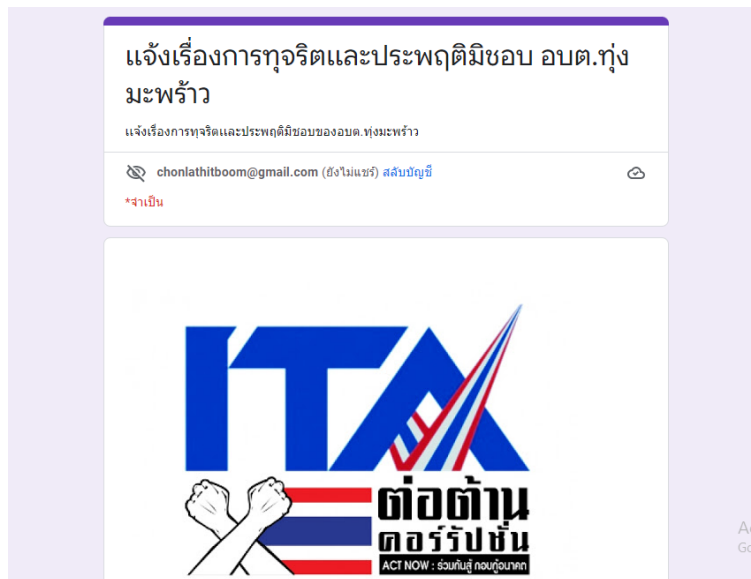 แจ้งเรื่องการทุจริตและประพฤติมิชอบ อบต.ทุ่ง
มะพร้าว
แจ้งเรื่องการทุจริตและประพฤติมิชอบของอบต.ทุ่งมะพร้าว
chonlathitboom@gmail.com (ยังไม่แชร์) สลับบัญชี
*จำเป็น
ITA
ต่อต้าน
คอร์รัปชั่น
ACT NOW : ร่วมกันสู้ กอบกู้อนาคต